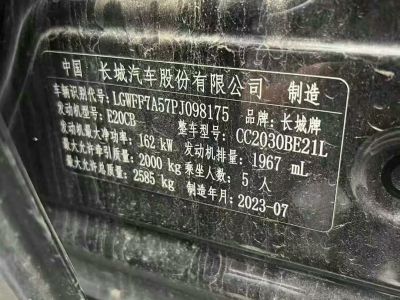 中国 长城汽车股份有限公司 制造
车辆识别代号: LGWFF7A57PJ098175 品牌: 长城牌
发动机型号: E20CB 整车型号: CC2030BE21L
发动机最大净功率: 162 kW 发动机排量: 1967 mL
最大允许牵引质量: 2000 kg 乘坐人数: 5 人
最大允许总质量: 2585 kg 制造年月: 2023-07